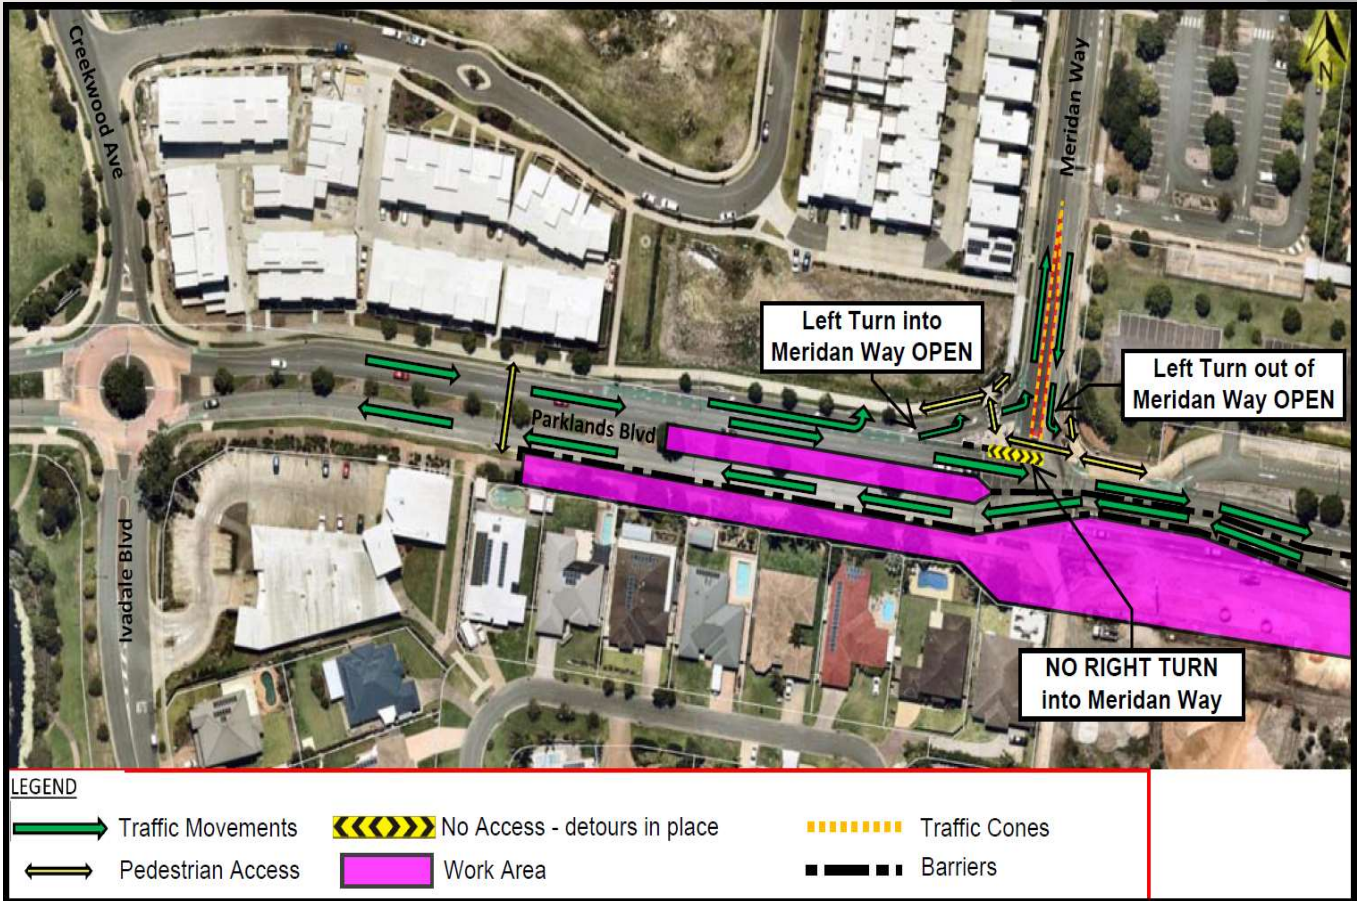 Creekwood Ave
Meridan Way
N
Left Turn into
Meridan Way OPEN
Left Turn out of
Meridan Way OPEN
Parklands Blvd
Ivadale Blvd
NO RIGHT TURN
into Meridan Way
LEGEND
Traffic Movements
No Access - detours in place
Traffic Cones
Pedestrian Access
Work Area
Barriers